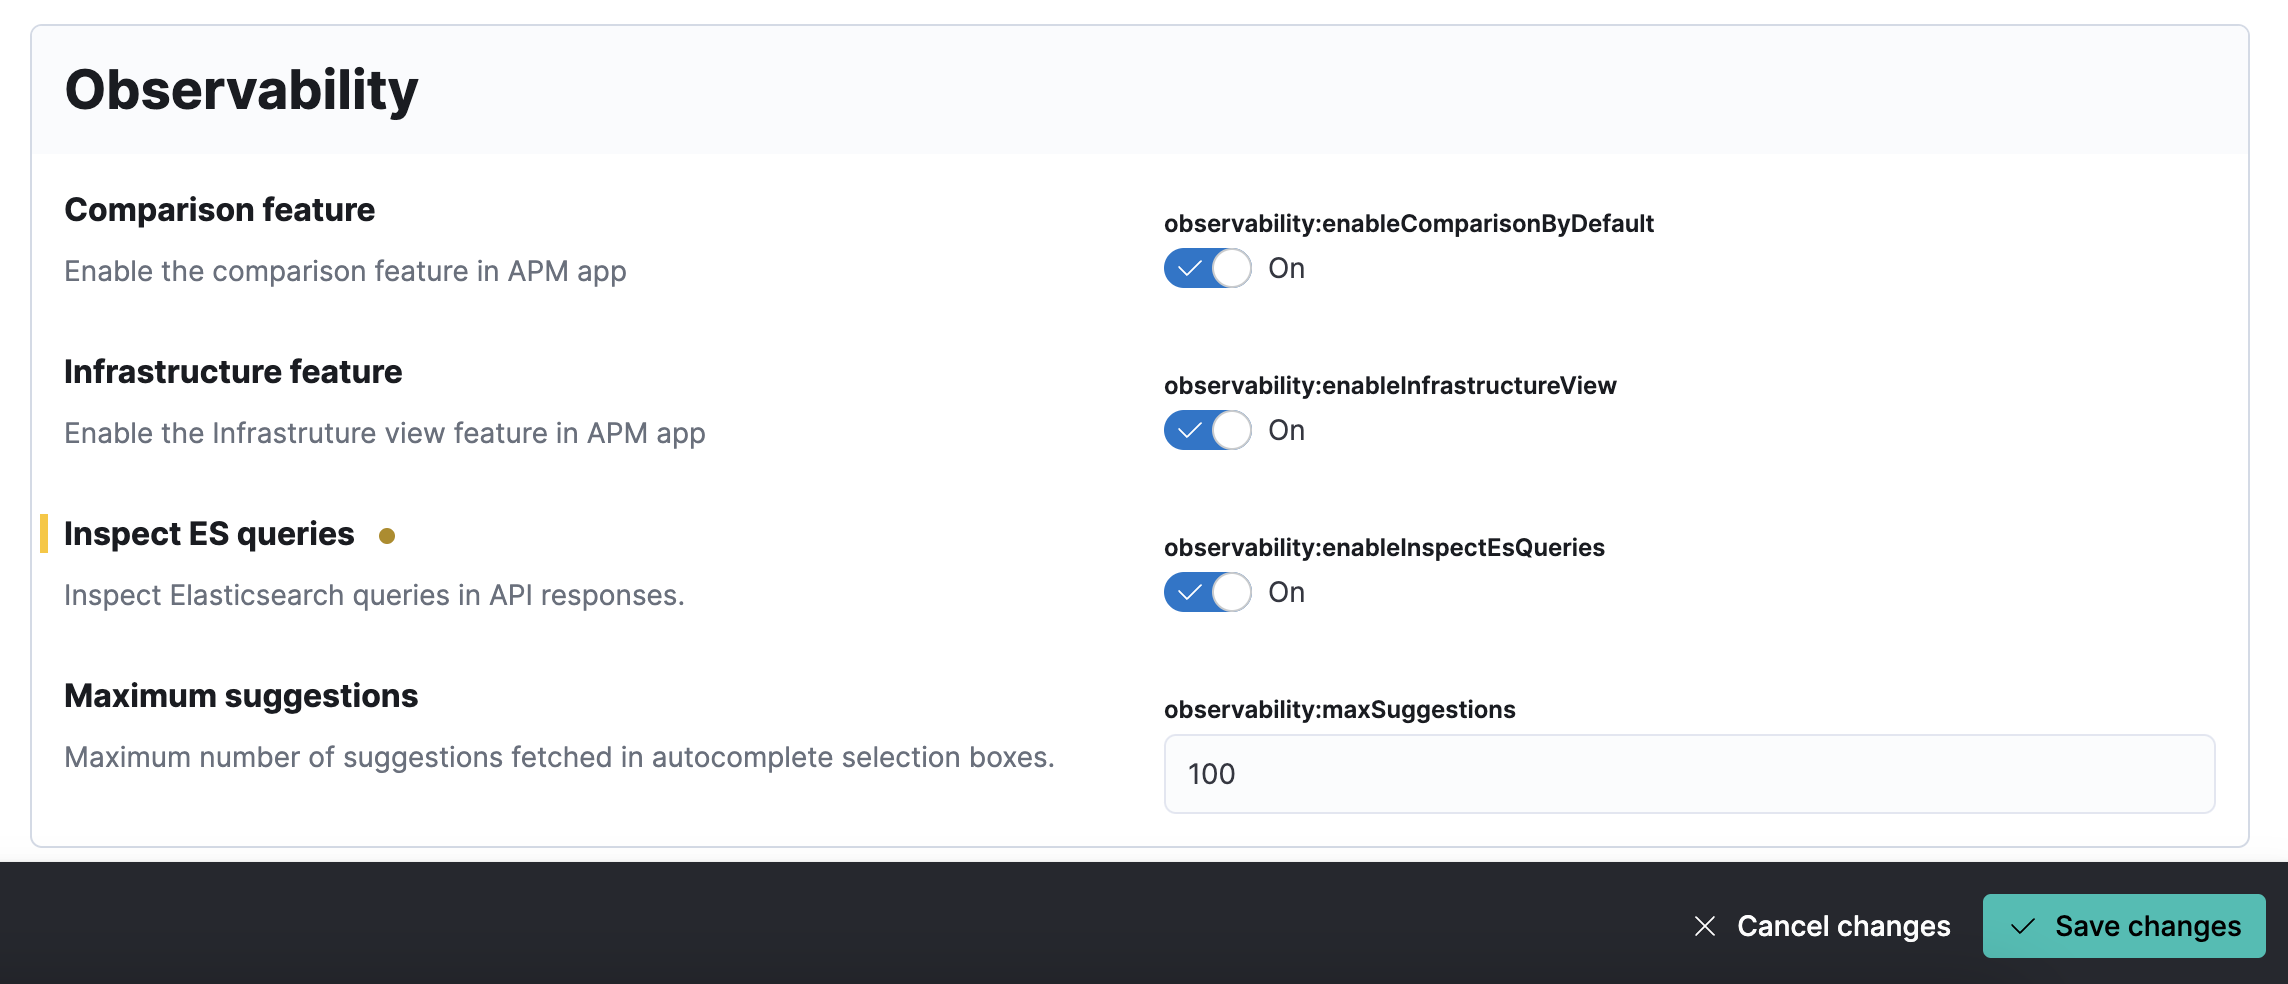 Observability
Comparison feature
Enable the comparison feature in APM app
observability:enableComparisonByDefault
On
Infrastructure feature
Enable the Infrastruture view feature in APM app
observability:enableInfrastructureView
On
Inspect ES queries
Inspect Elasticsearch queries in API responses.
observability:enableInspectEsQueries
On
Maximum suggestions
Maximum number of suggestions fetched in autocomplete selection boxes.
observability:maxSuggestions
100
Cancel changes
Save changes